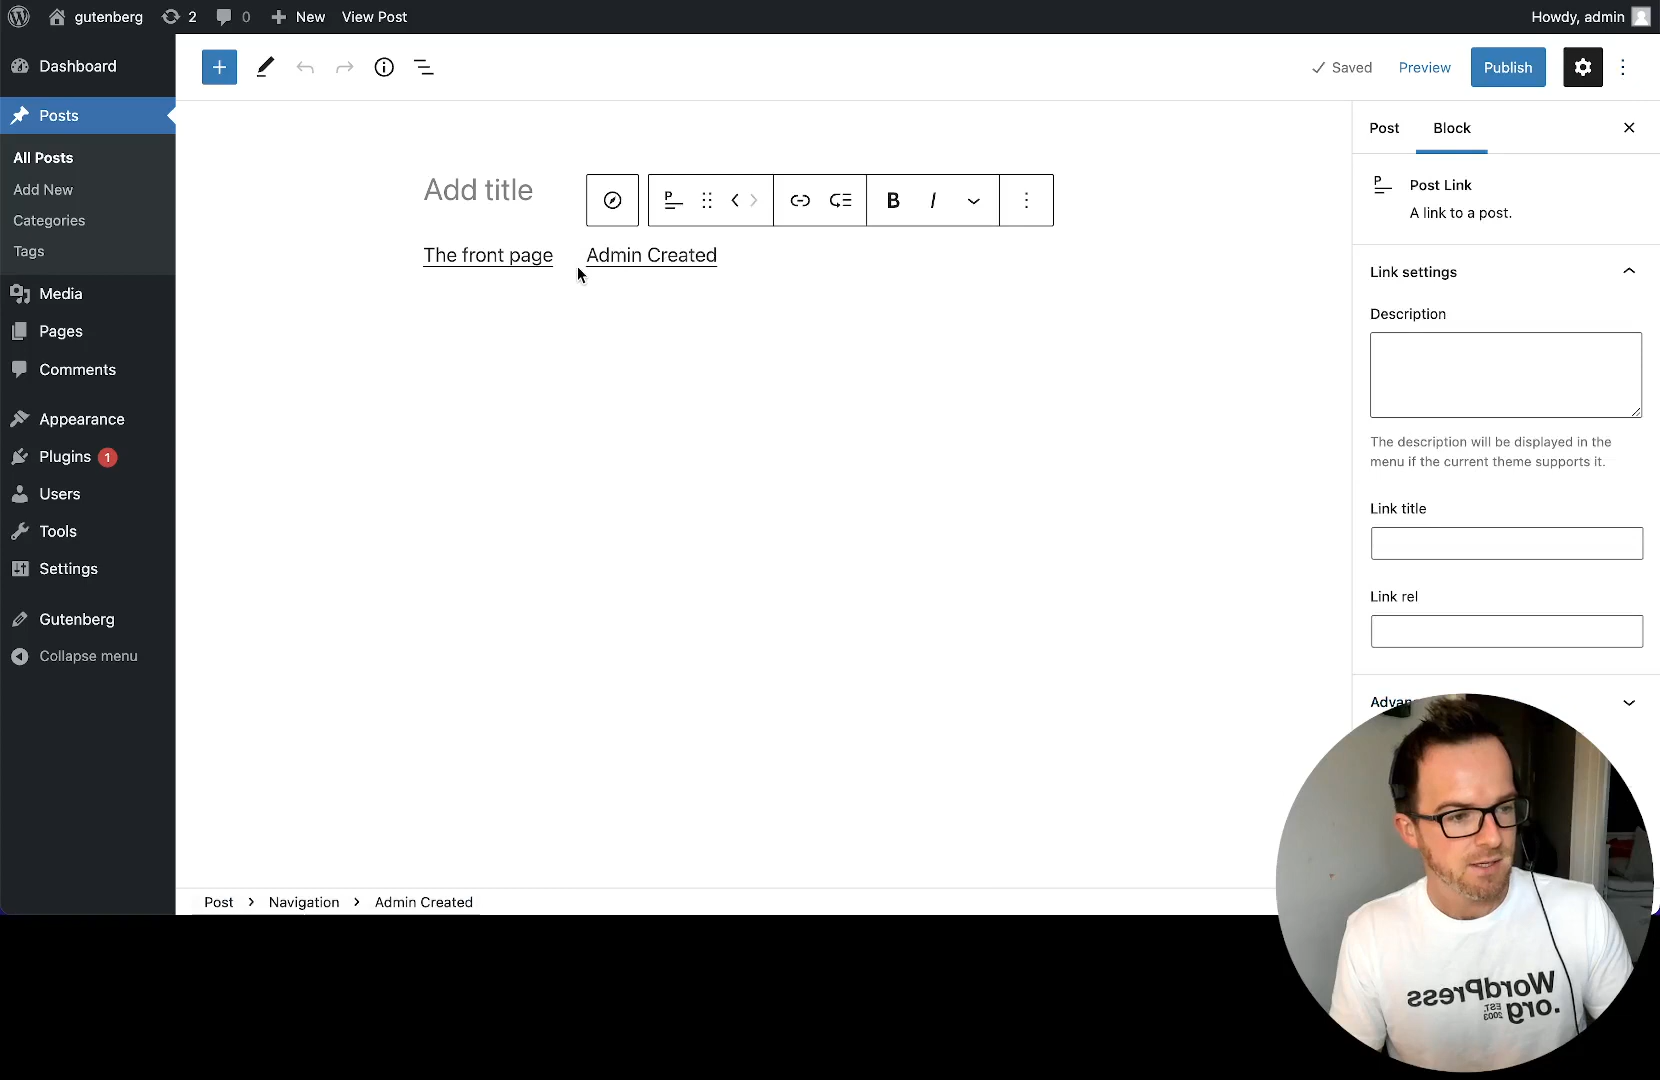 gutenberg
2
0
New
View Post
Howdy, admin
Dashboard
Posts
All Posts
Add New
Categories
Tags
Media
Pages
Comments
Appearance
Plugins 1
Users
Tools
Settings
Gutenberg
Collapse menu
Saved
Preview
Publish
Add title
B I
The front page
Admin Created
Post
Block
P
Post Link
A link to a post.
Link settings
Description
The description will be displayed in the
menu if the current theme supports it.
Link title
Link rel
Post > Navigation > Admin Created
WordPress
.org
EST.
2003